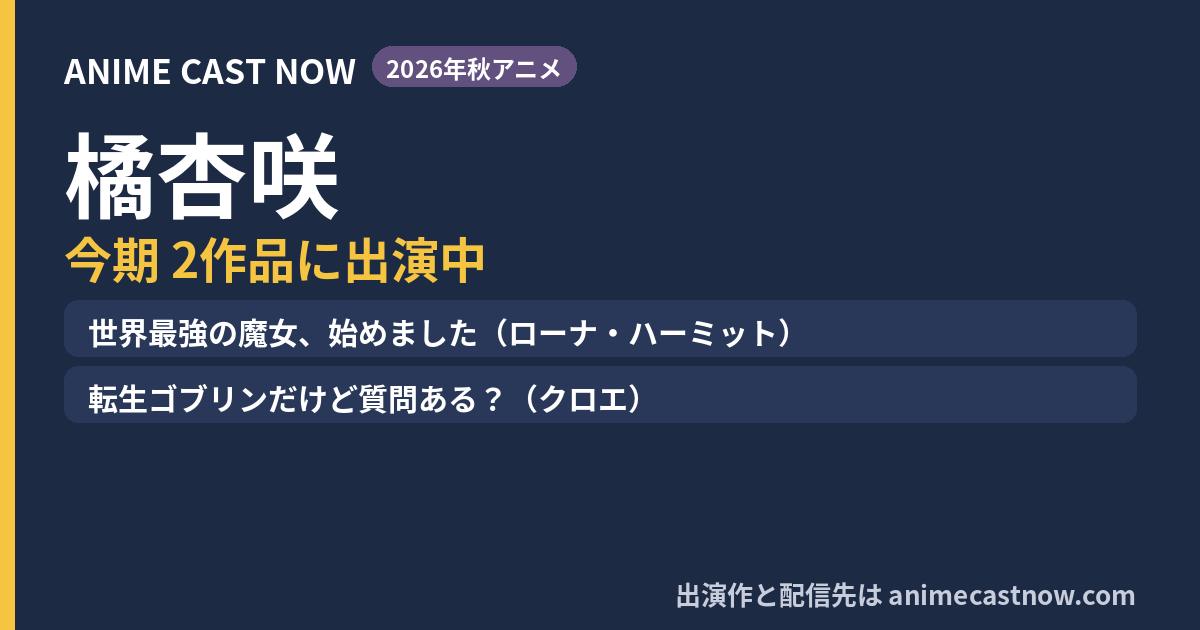 ANIME CAST NOW 2026年秋アニメ
橘杏咲
今期 2作品に出演中
世界最強の魔女、始めました（ローナ・ハーミット）
転生ゴブリンだけど質問ある？（クロエ）
出演作と配信先は animecastnow.com